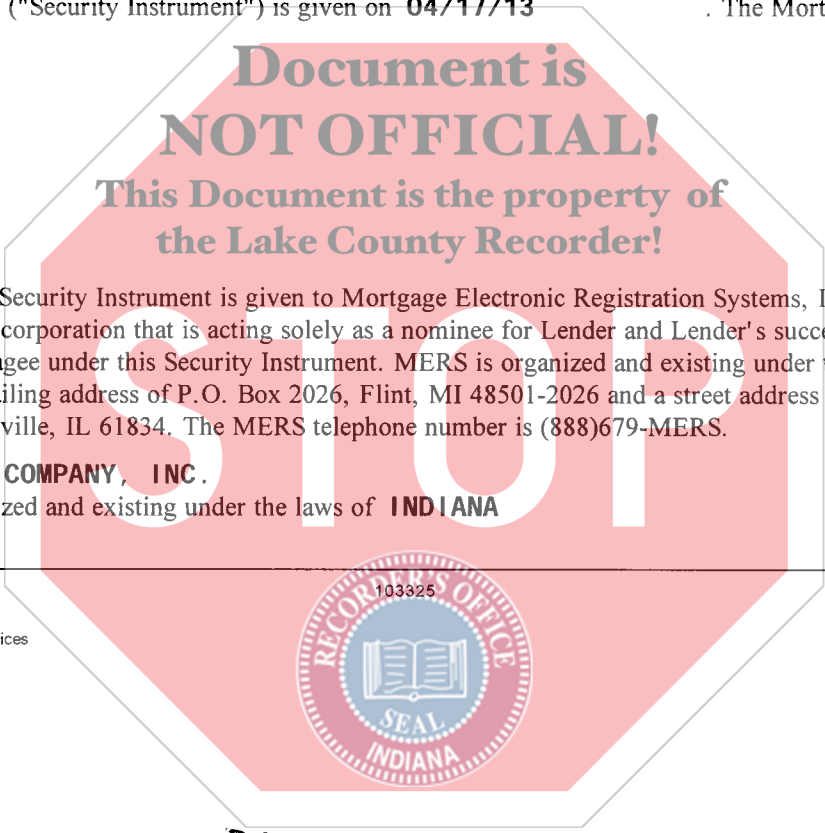 ("Security Instrument") is given on 04/17/13 . The Mort
Document is
NOT OFFICIAL!
This Document is the property of
the Lake County Recorder!
Security Instrument is given to Mortgage Electronic Registration Systems, I
corporation that is acting solely as a nominee for Lender and Lender's succe
gee under this Security Instrument. MERS is organized and existing under
iling address of P.O. Box 2026, Flint, MI 48501-2026 and a street address
ville, IL 61834. The MERS telephone number is (888)679-MERS.
STOP
COMPANY, INC.
zed and existing under the laws of INDIANA
103325
RECORDER'S OFFICE
ices
SEAL
INDIANA